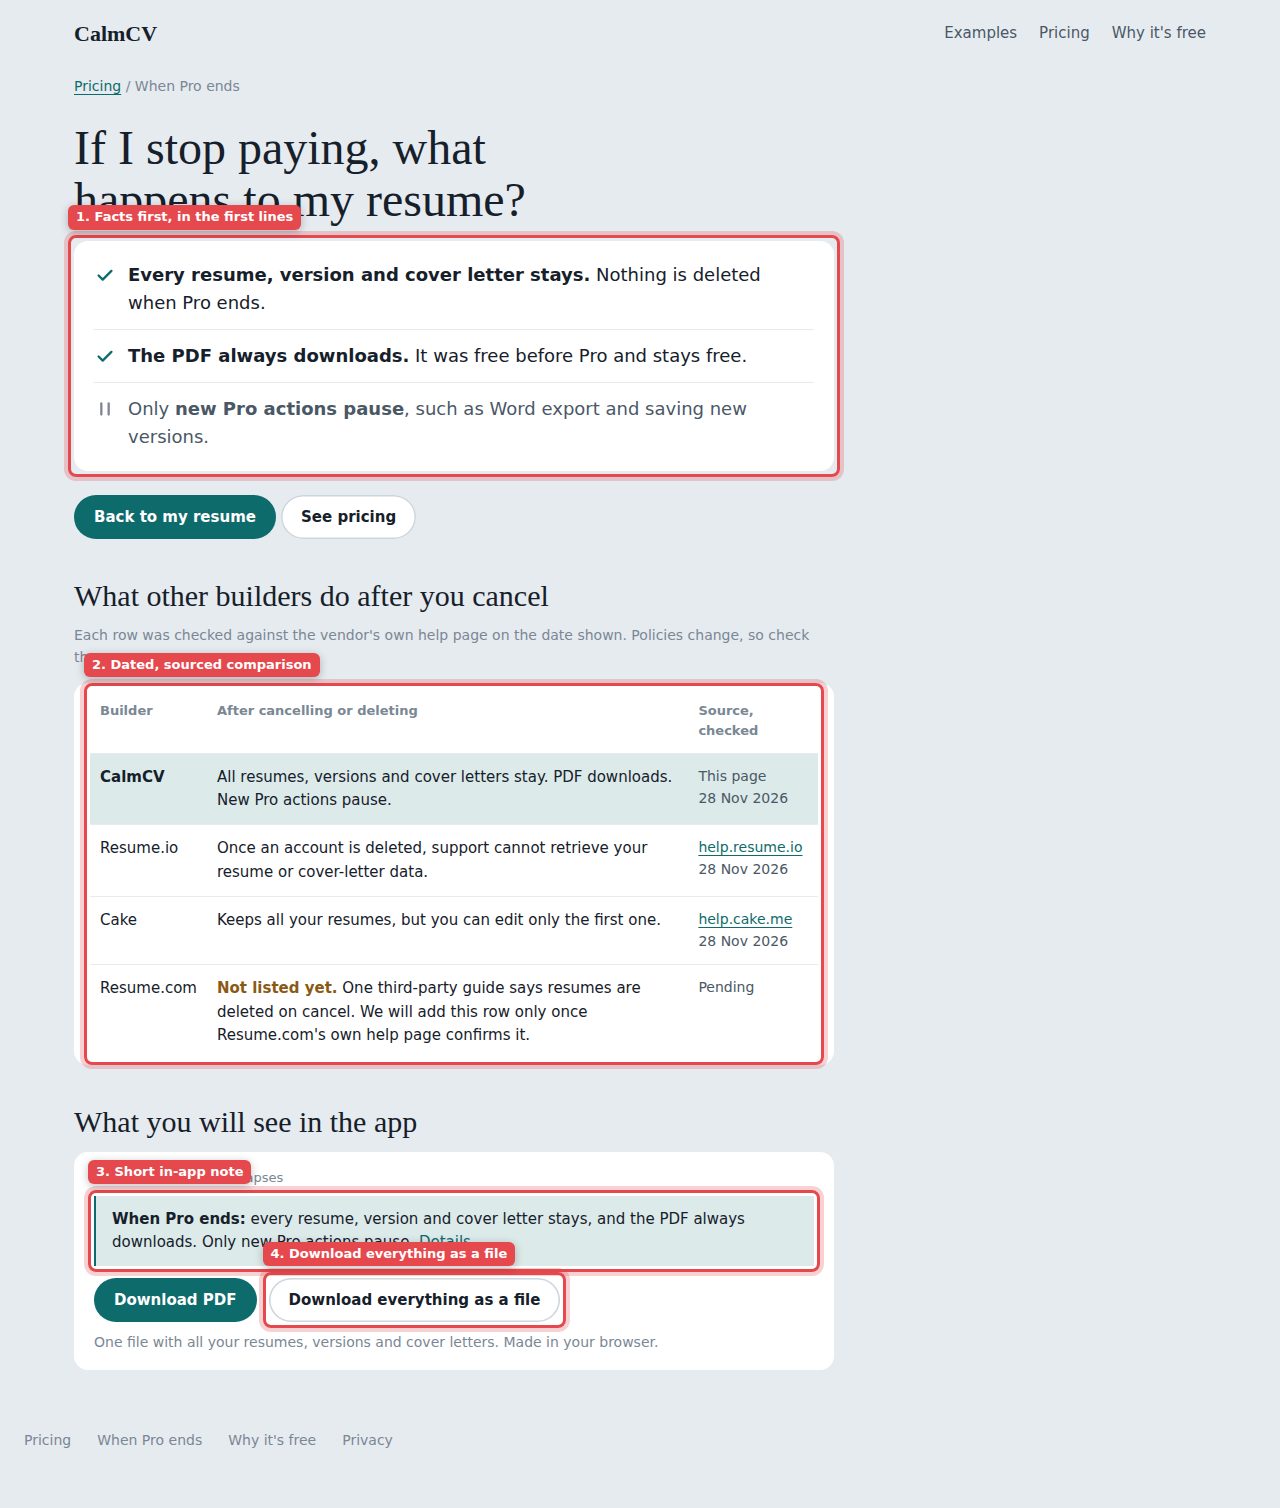 CalmCV
Examples Pricing Why it's free
Pricing / When Pro ends
If I stop paying, what
happens to my resume?
1. Facts first, in the first lines
Every resume, version and cover letter stays. Nothing is deleted
when Pro ends.
The PDF always downloads. It was free before Pro and stays free.
Only new Pro actions pause, such as Word export and saving new
versions.
Back to my resume See pricing
What other builders do after you cancel
Each row was checked against the vendor's own help page on the date shown. Policies change, so check
2. Dated, sourced comparison
Builder After cancelling or deleting Source,
checked
CalmCV All resumes, versions and cover letters stay. PDF downloads. This page
New Pro actions pause. 28 Nov 2026
Resume.io Once an account is deleted, support cannot retrieve your help.resume.io
resume or cover-letter data. 28 Nov 2026
Cake Keeps all your resumes, but you can edit only the first one. help.cake.me
28 Nov 2026
Resume.com Not listed yet. One third-party guide says resumes are Pending
deleted on cancel. We will add this row only once
Resume.com's own help page confirms it.
What you will see in the app
3. Short in-app note
When Pro ends: every resume, version and cover letter stays, and the PDF always
downloads. Only new Pro actions pause. Details
4. Download everything as a file
Download PDF Download everything as a file
One file with all your resumes, versions and cover letters. Made in your browser.
Pricing When Pro ends Why it's free Privacy